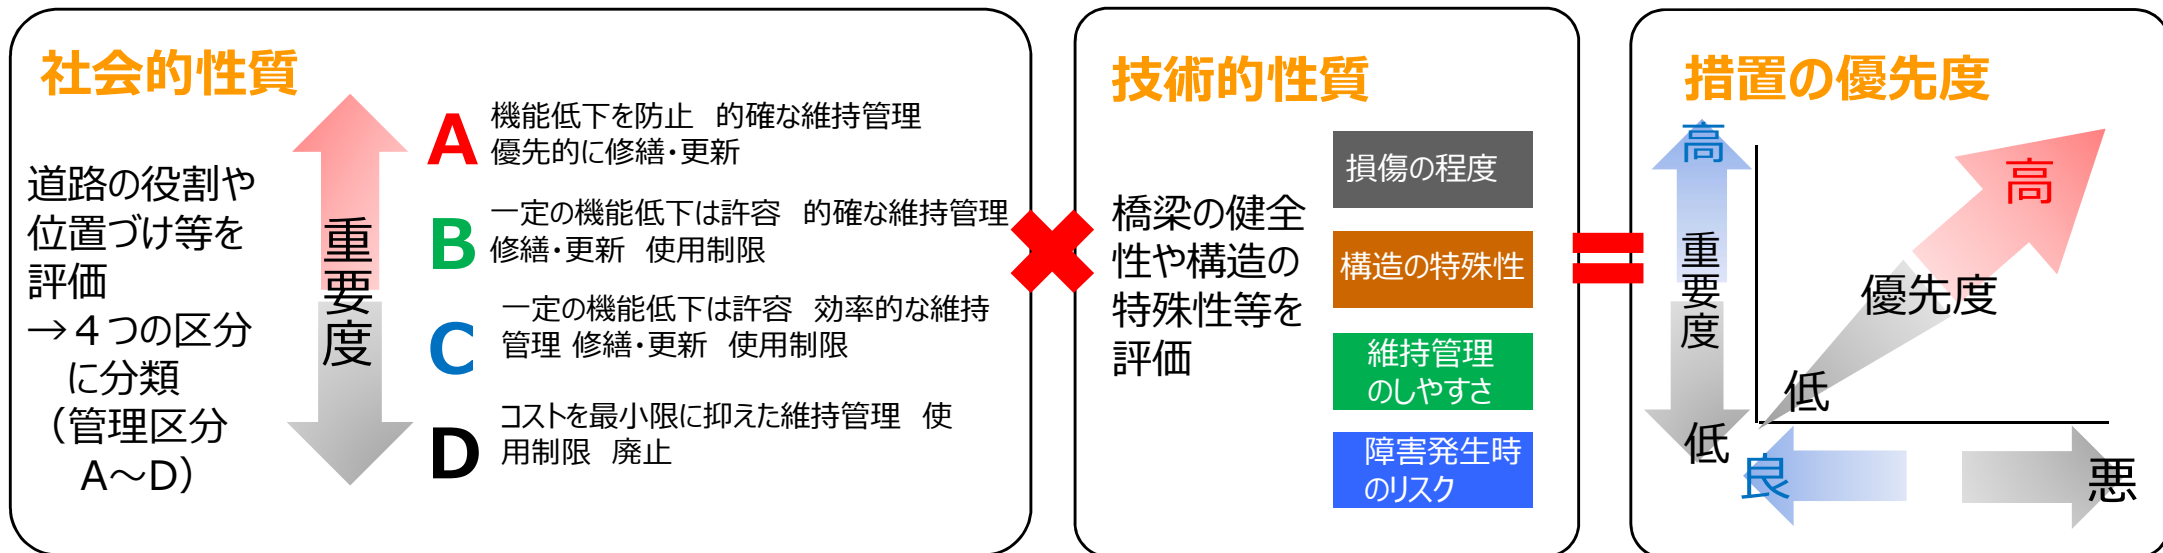 社会的性質
道路の役割や
位置づけ等を
評価
→４つの区分
に分類
（管理区分
A～D）
重要度
A
機能低下を防止　的確な維持管理
優先的に修繕・更新
B
一定の機能低下は許容　的確な維持管理
修繕・更新　使用制限
C
一定の機能低下は許容　効率的な維持
管理 修繕・更新　使用制限
D
コストを最小限に抑えた維持管理　使
用制限　廃止
×
技術的性質
橋梁の健全
性や構造の
特殊性等を
評価
損傷の程度
構造の特殊性
維持管理
のしやすさ
障害発生時
のリスク
=
措置の優先度
高
重要度
低
高
優先度
低
良
悪